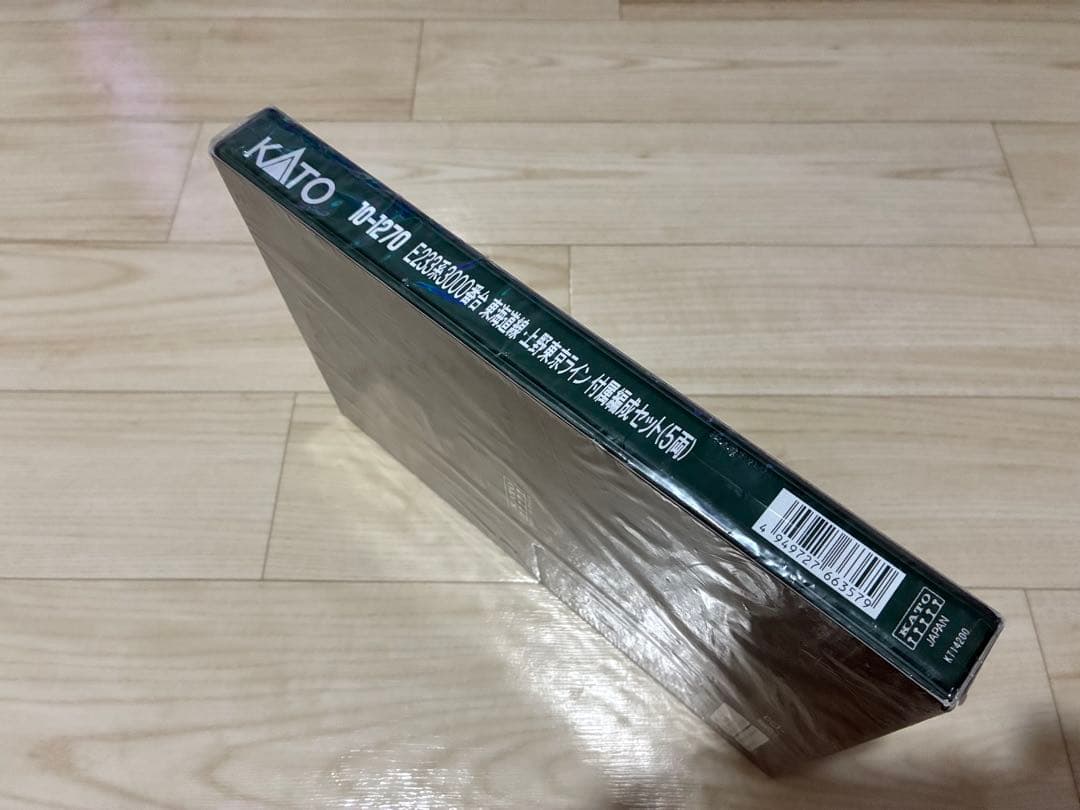 KATO
10-1270 E233系3000番台 東海道線・上野東京ライン 付属編成セット(5両)
4 949727 663579
KATO
JAPAN
KT14200